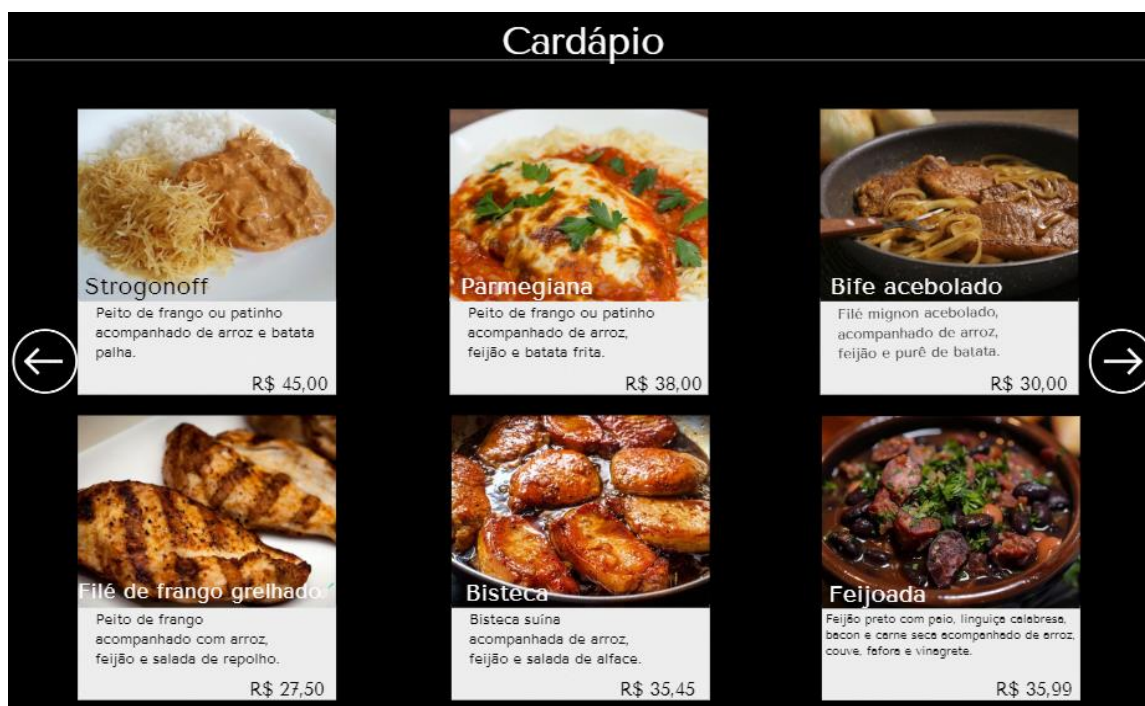 Cardápio
Strogonoff
Peito de frango ou patinho
acompanhado de arroz e batata
palha.
R$ 45,00
Parmegiana
Peito de frango ou patinho
acompanhado de arroz,
feijão e batata frita.
R$ 38,00
Bife acebolado
Filé mignon acebolado,
acompanhado de arroz,
feijão e purê de batata.
R$ 30,00
Filé de frango grelhado
Peito de frango
acompanhado com arroz,
feijão e salada de repolho.
R$ 27,50
Bisteca
Bisteca suína
acompanhada de arroz,
feijão e salada de alface.
R$ 35,45
Feijoada
Feijão preto com paio, linguiça calabresa,
bacon e carne seca acompanhado de arroz,
couve, fafora e vinagrete.
R$ 35,99